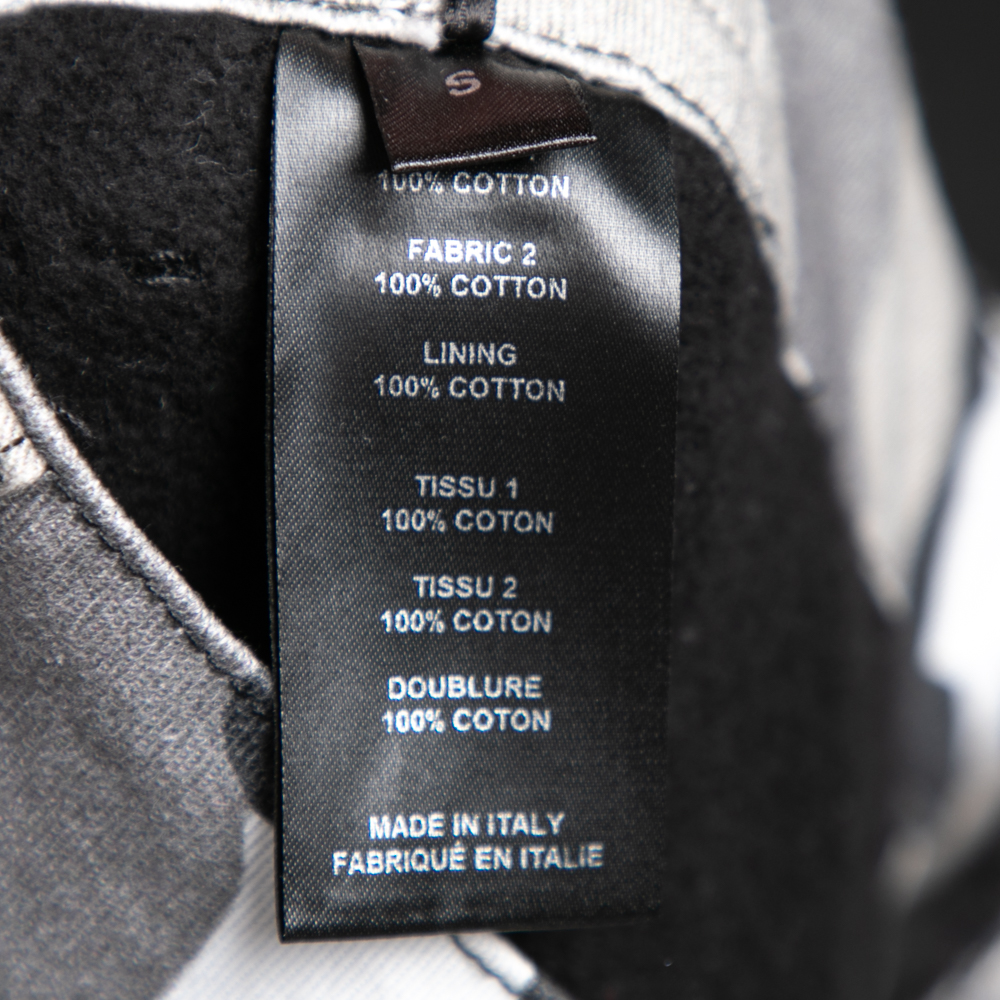 S
100% COTTON
FABRIC 2
100% COTTON
LINING
100% COTTON
TISSU 1
100% COTON
TISSU 2
100% COTON
DOUBLURE
100% COTON
MADE IN ITALY
FABRIQUÉ EN ITALIE